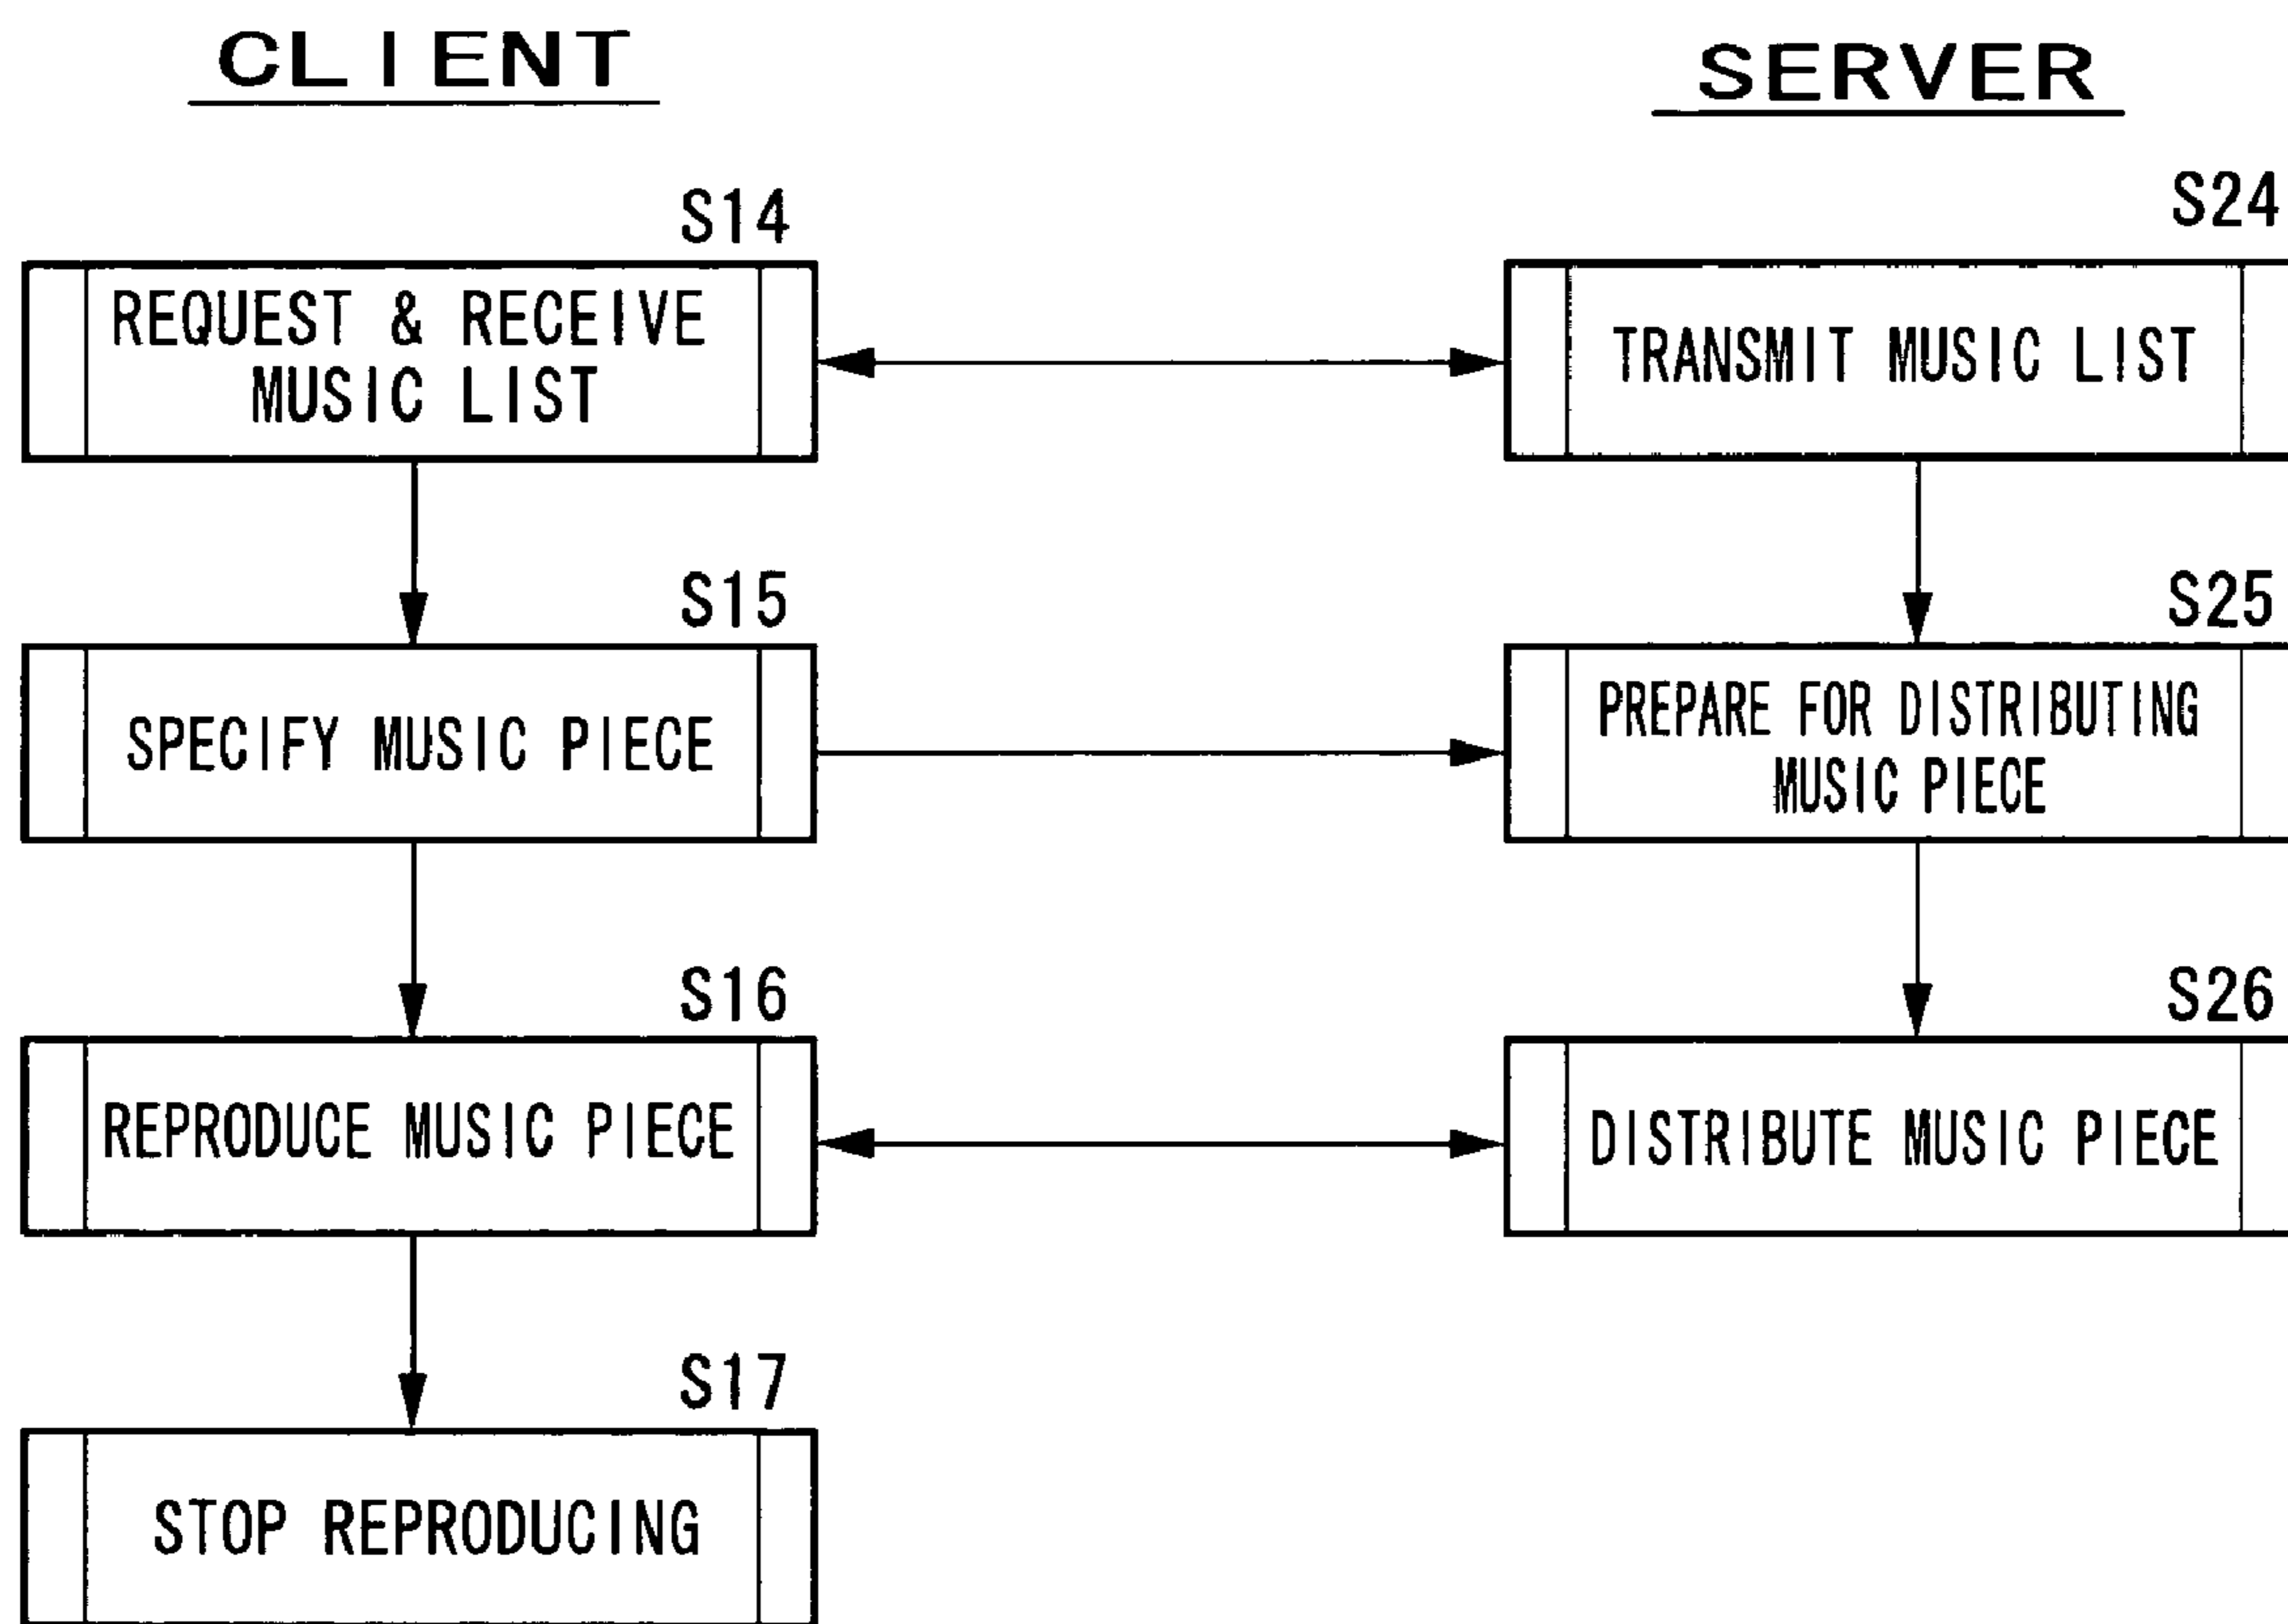 CLIENT
SERVER
S14
S24
REQUEST & RECEIVE
MUSIC LIST
TRANSMIT MUSIC LIST
S15
S25
SPECIFY MUSIC PIECE
PREPARE FOR DISTRIBUTING
MUSIC PIECE
S16
S26
REPRODUCE MUSIC PIECE
DISTRIBUTE MUSIC PIECE
S17
STOP REPRODUCING